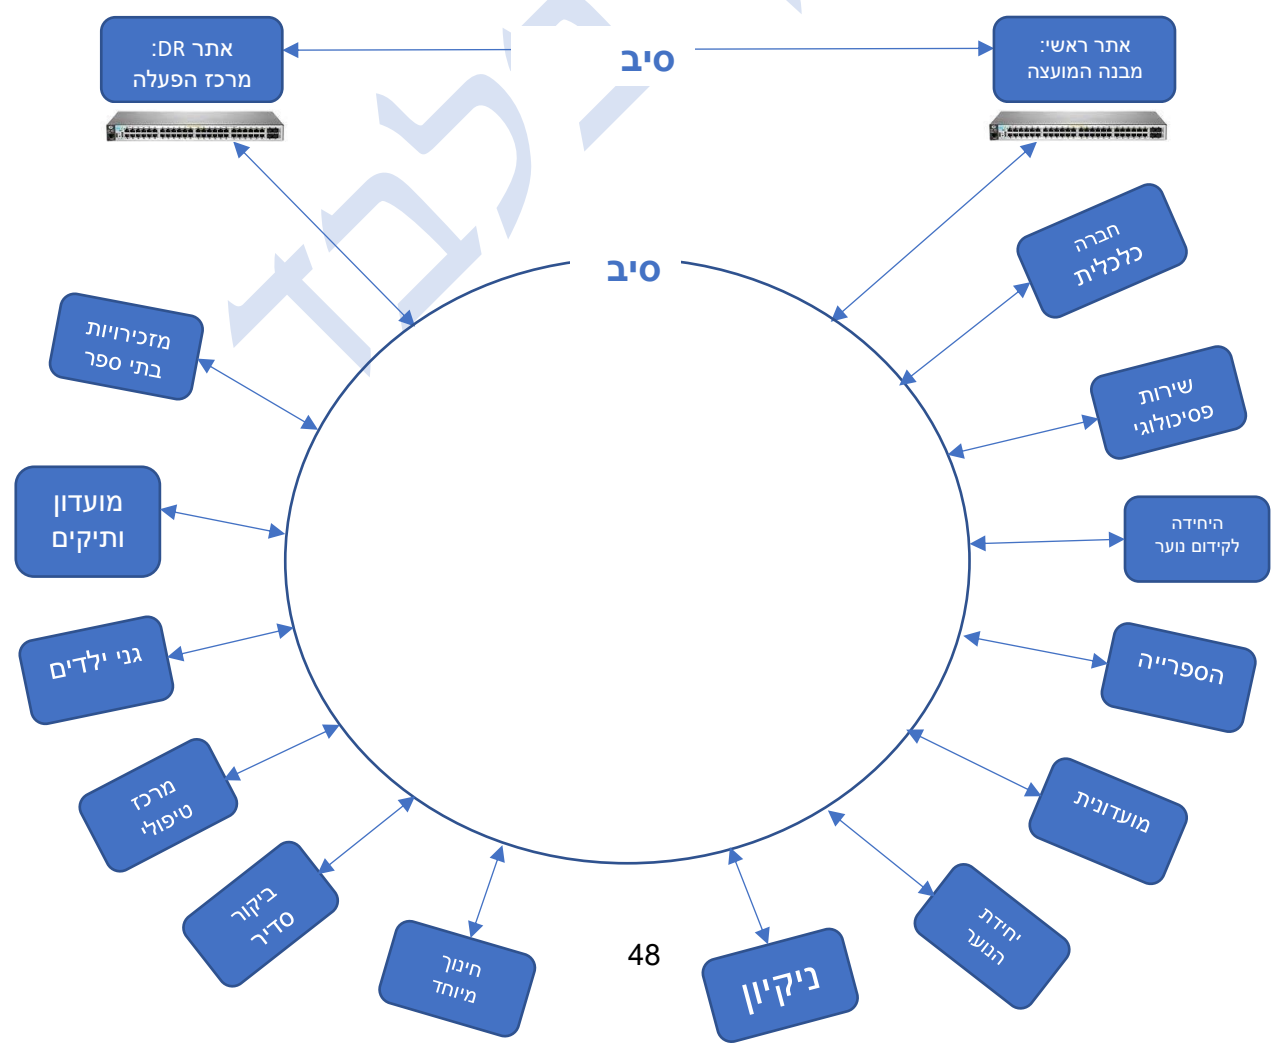 אתר ראשי:
מבנה המועצה
סיב
אתר DR:
מרכז הפעלה
סיב
חברה
כלכלית
שירות
פסיכולוגי
היחידה
לקידום נוער
הספרייה
מועדונית
יחידת
הנוער
ניקיון
חינוך
מיוחד
ביקור
סדיר
מרכז
טיפולי
גני ילדים
מועדון
ותיקים
מזכירויות
בתי ספר
48